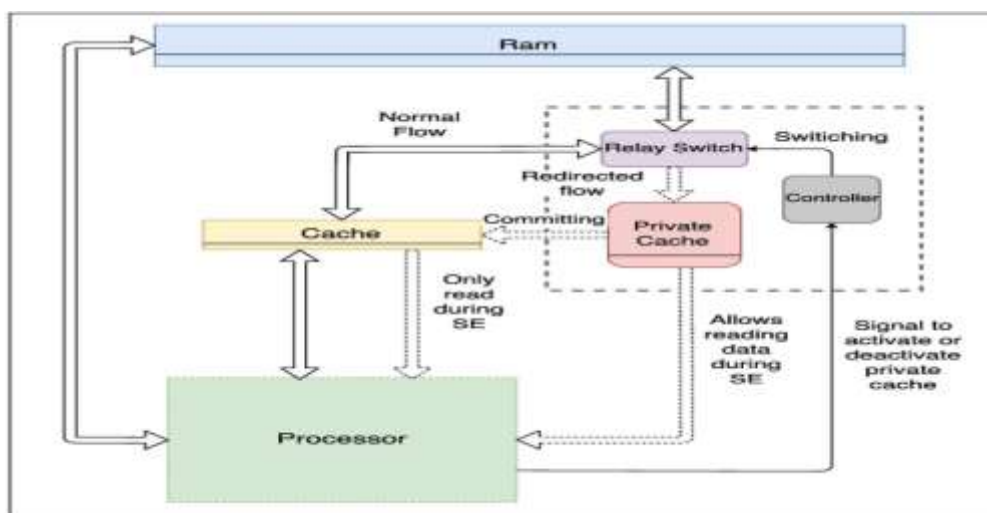 Ram
Normal
Flow
Switiching
Relay Switch
Redirected
flow
Controller
Committing
Private
Cache
Cache
Only
read
during
SE
Allows
reading
data
during
SE
Signal to
activate or
deactivate
private
cache
Processor